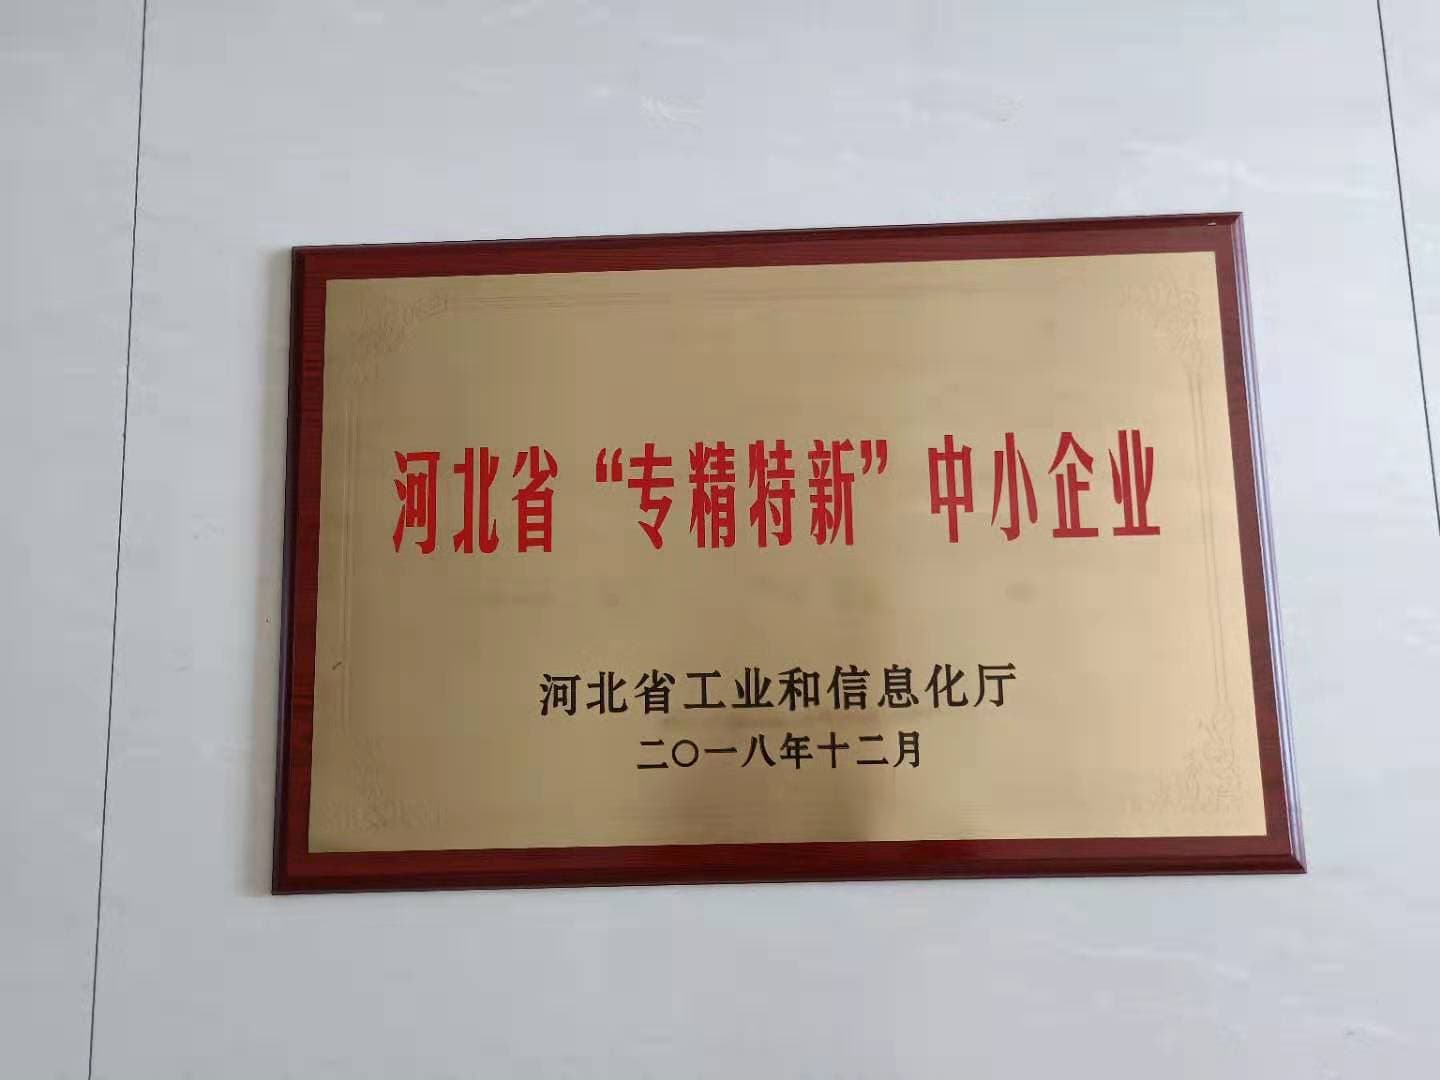 河北省“专精特新”中小企业
河北省工业和信息化厅
二〇一八年十二月